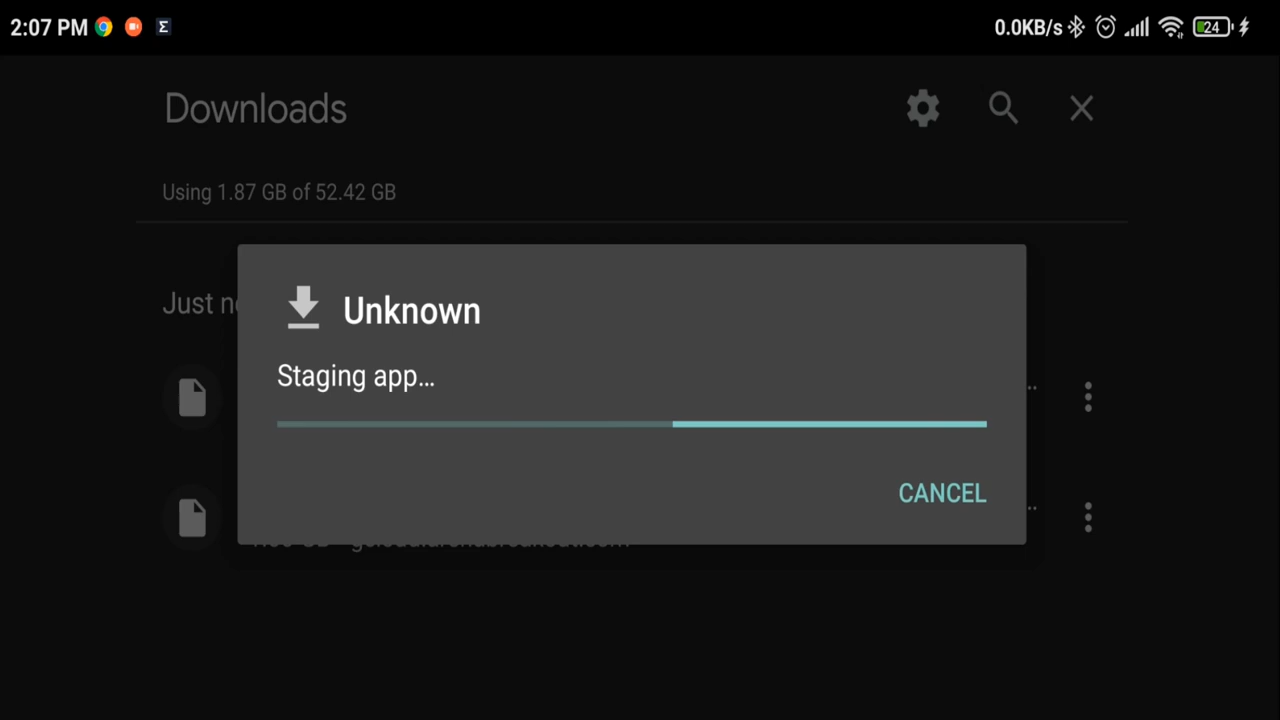 2:07 PM Σ 0.0KB/s 24
Downloads
Using 1.87 GB of 52.42 GB
Just
Unknown
Staging app...
CANCEL